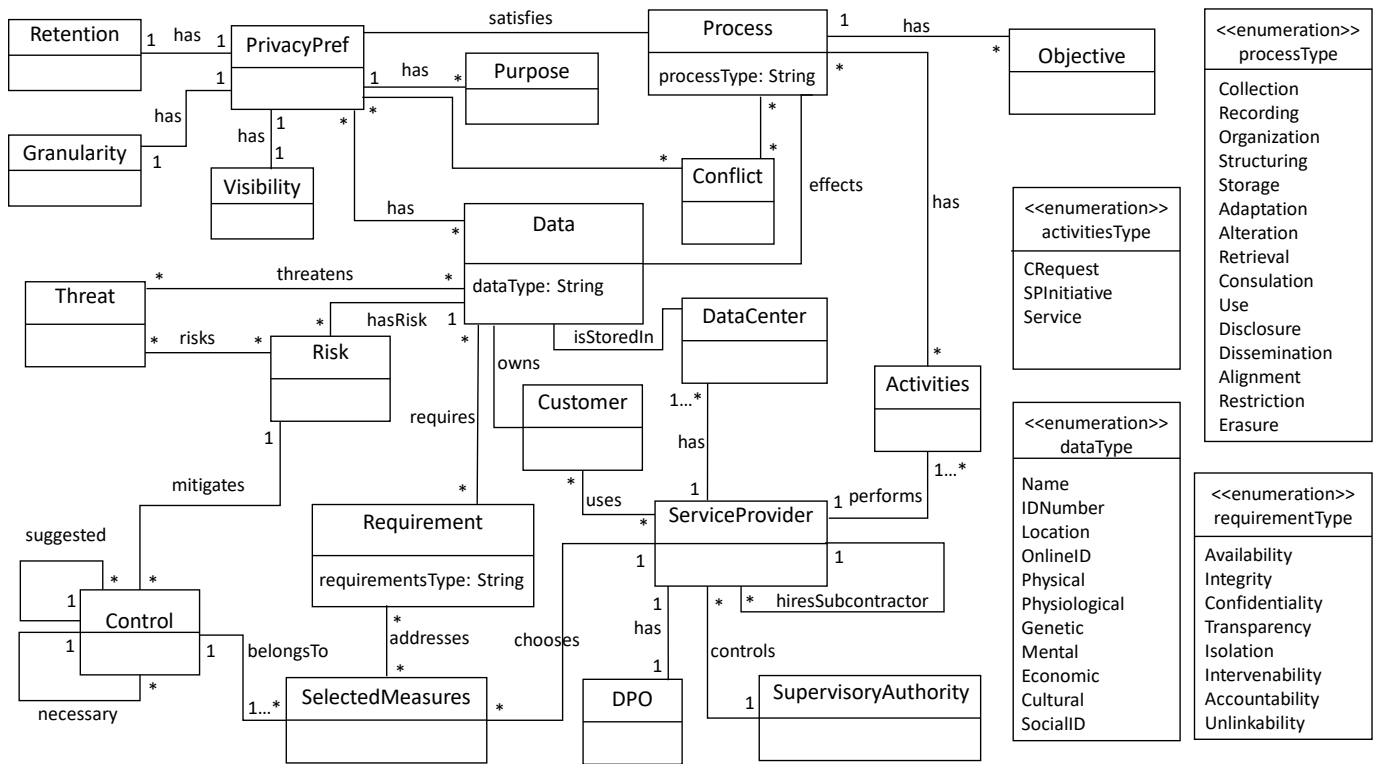 Retention
1
has
1
PrivacyPref
satisfies
Process
processType: String
1
has
*
Objective
1
has
*
Purpose
1
has
1
Granularity
1
has
1
Visibility
*
*
*
*
*
Conflict
effects
*
has
*
*
has
*
Data
dataType: String
Threat
*
threatens
*
*
risks
*
*
hasRisk
1
Risk
isStoredIn
DataCenter
owns
Customer
*
requires
*
1...*
has
1
Activities
1...*
performs
1
1
mitigates
*
*
uses
*
ServiceProvider
Requirement
requirementsType: String
suggested
*
1
Control
1
*
necessary
1
belongsTo
1...*
*
addresses
*
SelectedMeasures
*
chooses
1
1
*
hiresSubcontractor
1
has
1
DPO
*
controls
1
SupervisoryAuthority
<<enumeration>>
activitiesType
CRequest
SPInitiative
Service
<<enumeration>>
dataType
Name
IDNumber
Location
OnlineID
Physical
Physiological
Genetic
Mental
Economic
Cultural
SocialID
<<enumeration>>
processType
Collection
Recording
Organization
Structuring
Storage
Adaptation
Alteration
Retrieval
Consulation
Use
Disclosure
Dissemination
Alignment
Restriction
Erasure
<<enumeration>>
requirementType
Availability
Integrity
Confidentiality
Transparency
Isolation
Intervenability
Accountability
Unlinkability